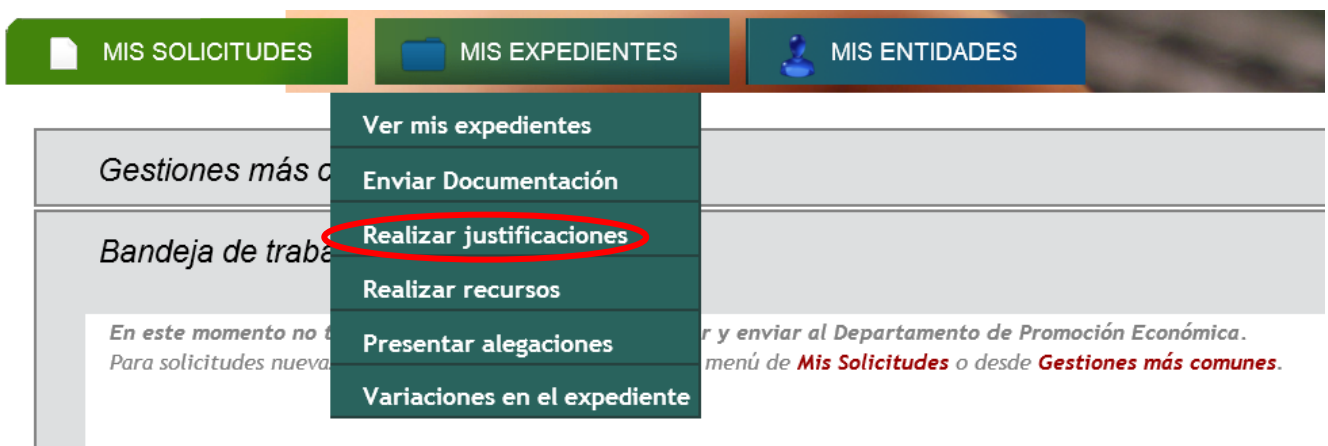 MIS SOLICITUDES
MIS EXPEDIENTES
MIS ENTIDADES
Ver mis expedientes
Enviar Documentación
Realizar justificaciones
Realizar recursos
Presentar alegaciones
Variaciones en el expediente
Gestiones más
Bandeja de
En este momento no y enviar al Departamento de Promoción Económica.
Para solicitudes menú de Mis Solicitudes o desde Gestiones más comunes.